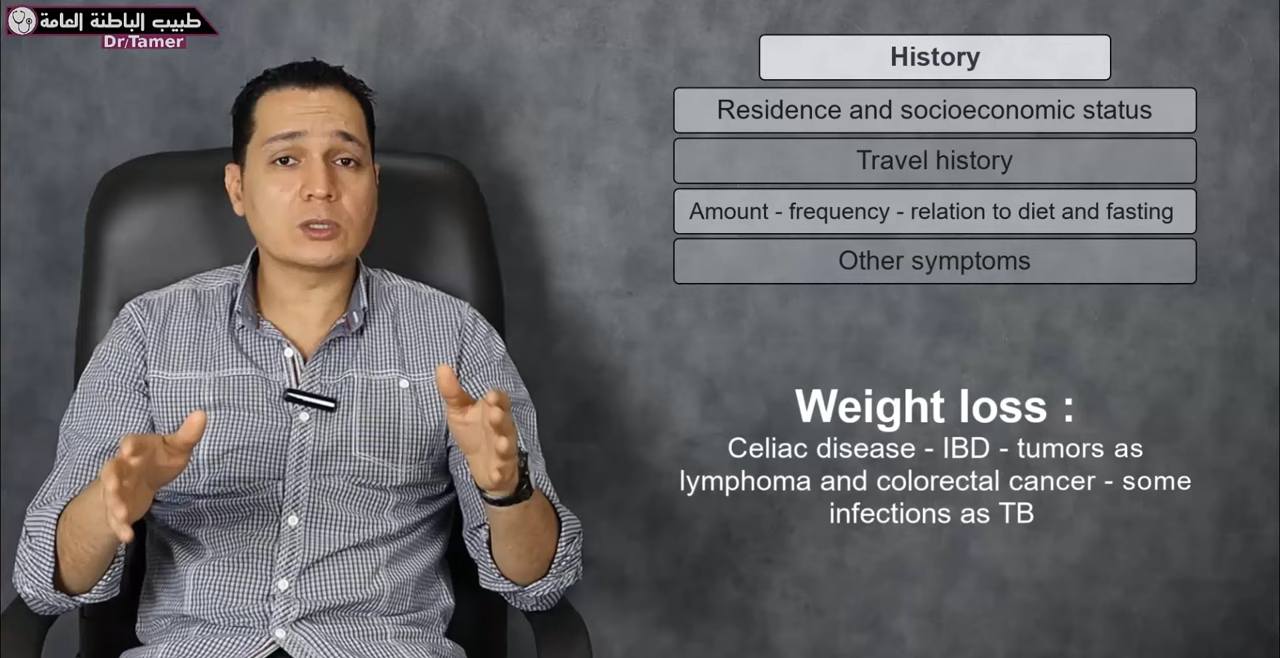 طبيب الباطنة العامة
Dr/Tamer
History
Residence and socioeconomic status
Travel history
Amount - frequency - relation to diet and fasting
Other symptoms
Weight loss :
Celiac disease - IBD - tumors as
lymphoma and colorectal cancer - some
infections as TB